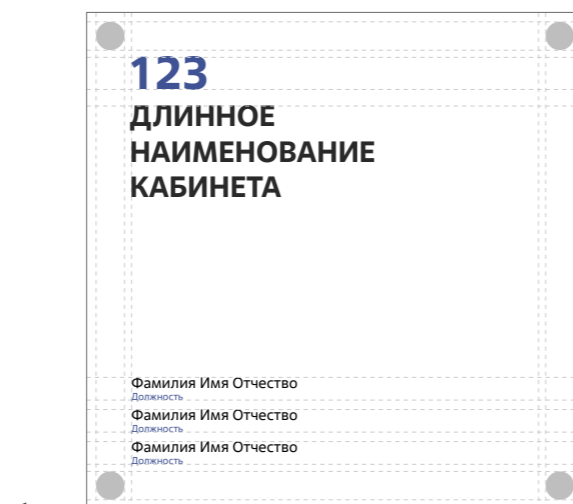 123
ДЛИННОЕ
НАИМЕНОВАНИЕ
КАБИНЕТА
Фамилия Имя Отчество
Должность
Фамилия Имя Отчество
Должность
Фамилия Имя Отчество
Должность